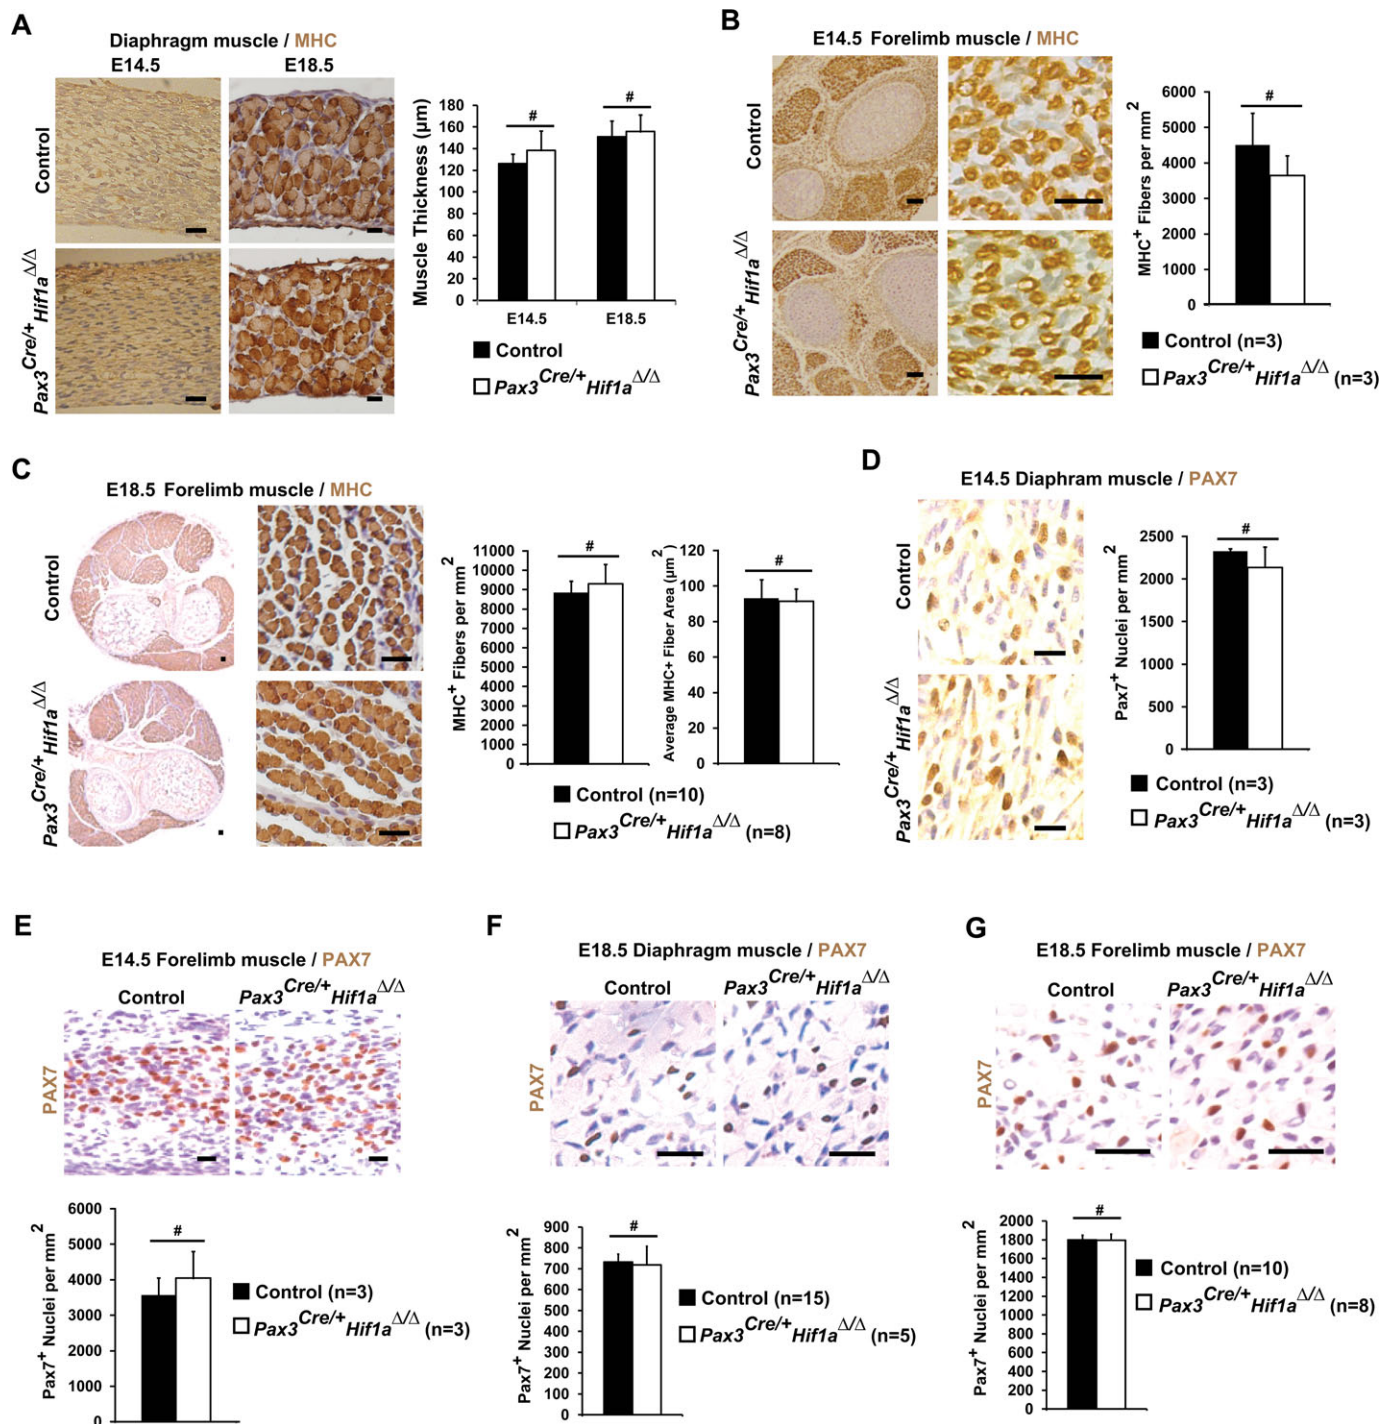 A
Diaphragm muscle / MHC
E14.5 E18.5
Control
Pax3Cre/+Hif1aΔ/Δ
Muscle Thickness (μm)
180
160
140
120
100
80
60
40
20
0
# #
E14.5 E18.5
Control
Pax3Cre/+Hif1aΔ/Δ
B
E14.5 Forelimb muscle / MHC
Control
Pax3Cre/+Hif1aΔ/Δ
MHC+ Fibers per mm2
6000
5000
4000
3000
2000
1000
0
#
Control (n=3)
Pax3Cre/+Hif1aΔ/Δ (n=3)
C
E18.5 Forelimb muscle / MHC
Control
Pax3Cre/+Hif1aΔ/Δ
MHC+ Fibers per mm2
11000
10000
9000
8000
7000
6000
5000
4000
3000
2000
1000
0
#
Average MHC+ Fiber Area (μm2)
120
100
80
60
40
20
0
#
Control (n=10)
Pax3Cre/+Hif1aΔ/Δ (n=8)
D
E14.5 Diaphram muscle / PAX7
Control
Pax3Cre/+Hif1aΔ/Δ
Pax7+ Nuclei per mm2
2500
2000
1500
1000
500
0
#
Control (n=3)
Pax3Cre/+Hif1aΔ/Δ (n=3)
E
E14.5 Forelimb muscle / PAX7
Control Pax3Cre/+Hif1aΔ/Δ
PAX7
Pax7+ Nuclei per mm2
6000
5000
4000
3000
2000
1000
0
#
Control (n=3)
Pax3Cre/+Hif1aΔ/Δ (n=3)
F
E18.5 Diaphragm muscle / PAX7
Control Pax3Cre/+Hif1aΔ/Δ
PAX7
Pax7+ Nuclei per mm2
900
800
700
600
500
400
300
200
100
0
#
Control (n=15)
Pax3Cre/+Hif1aΔ/Δ (n=5)
G
E18.5 Forelimb muscle / PAX7
Control Pax3Cre/+Hif1aΔ/Δ
PAX7
Pax7+ Nuclei per mm2
2000
1800
1600
1400
1200
1000
800
600
400
200
0
#
Control (n=10)
Pax3Cre/+Hif1aΔ/Δ (n=8)